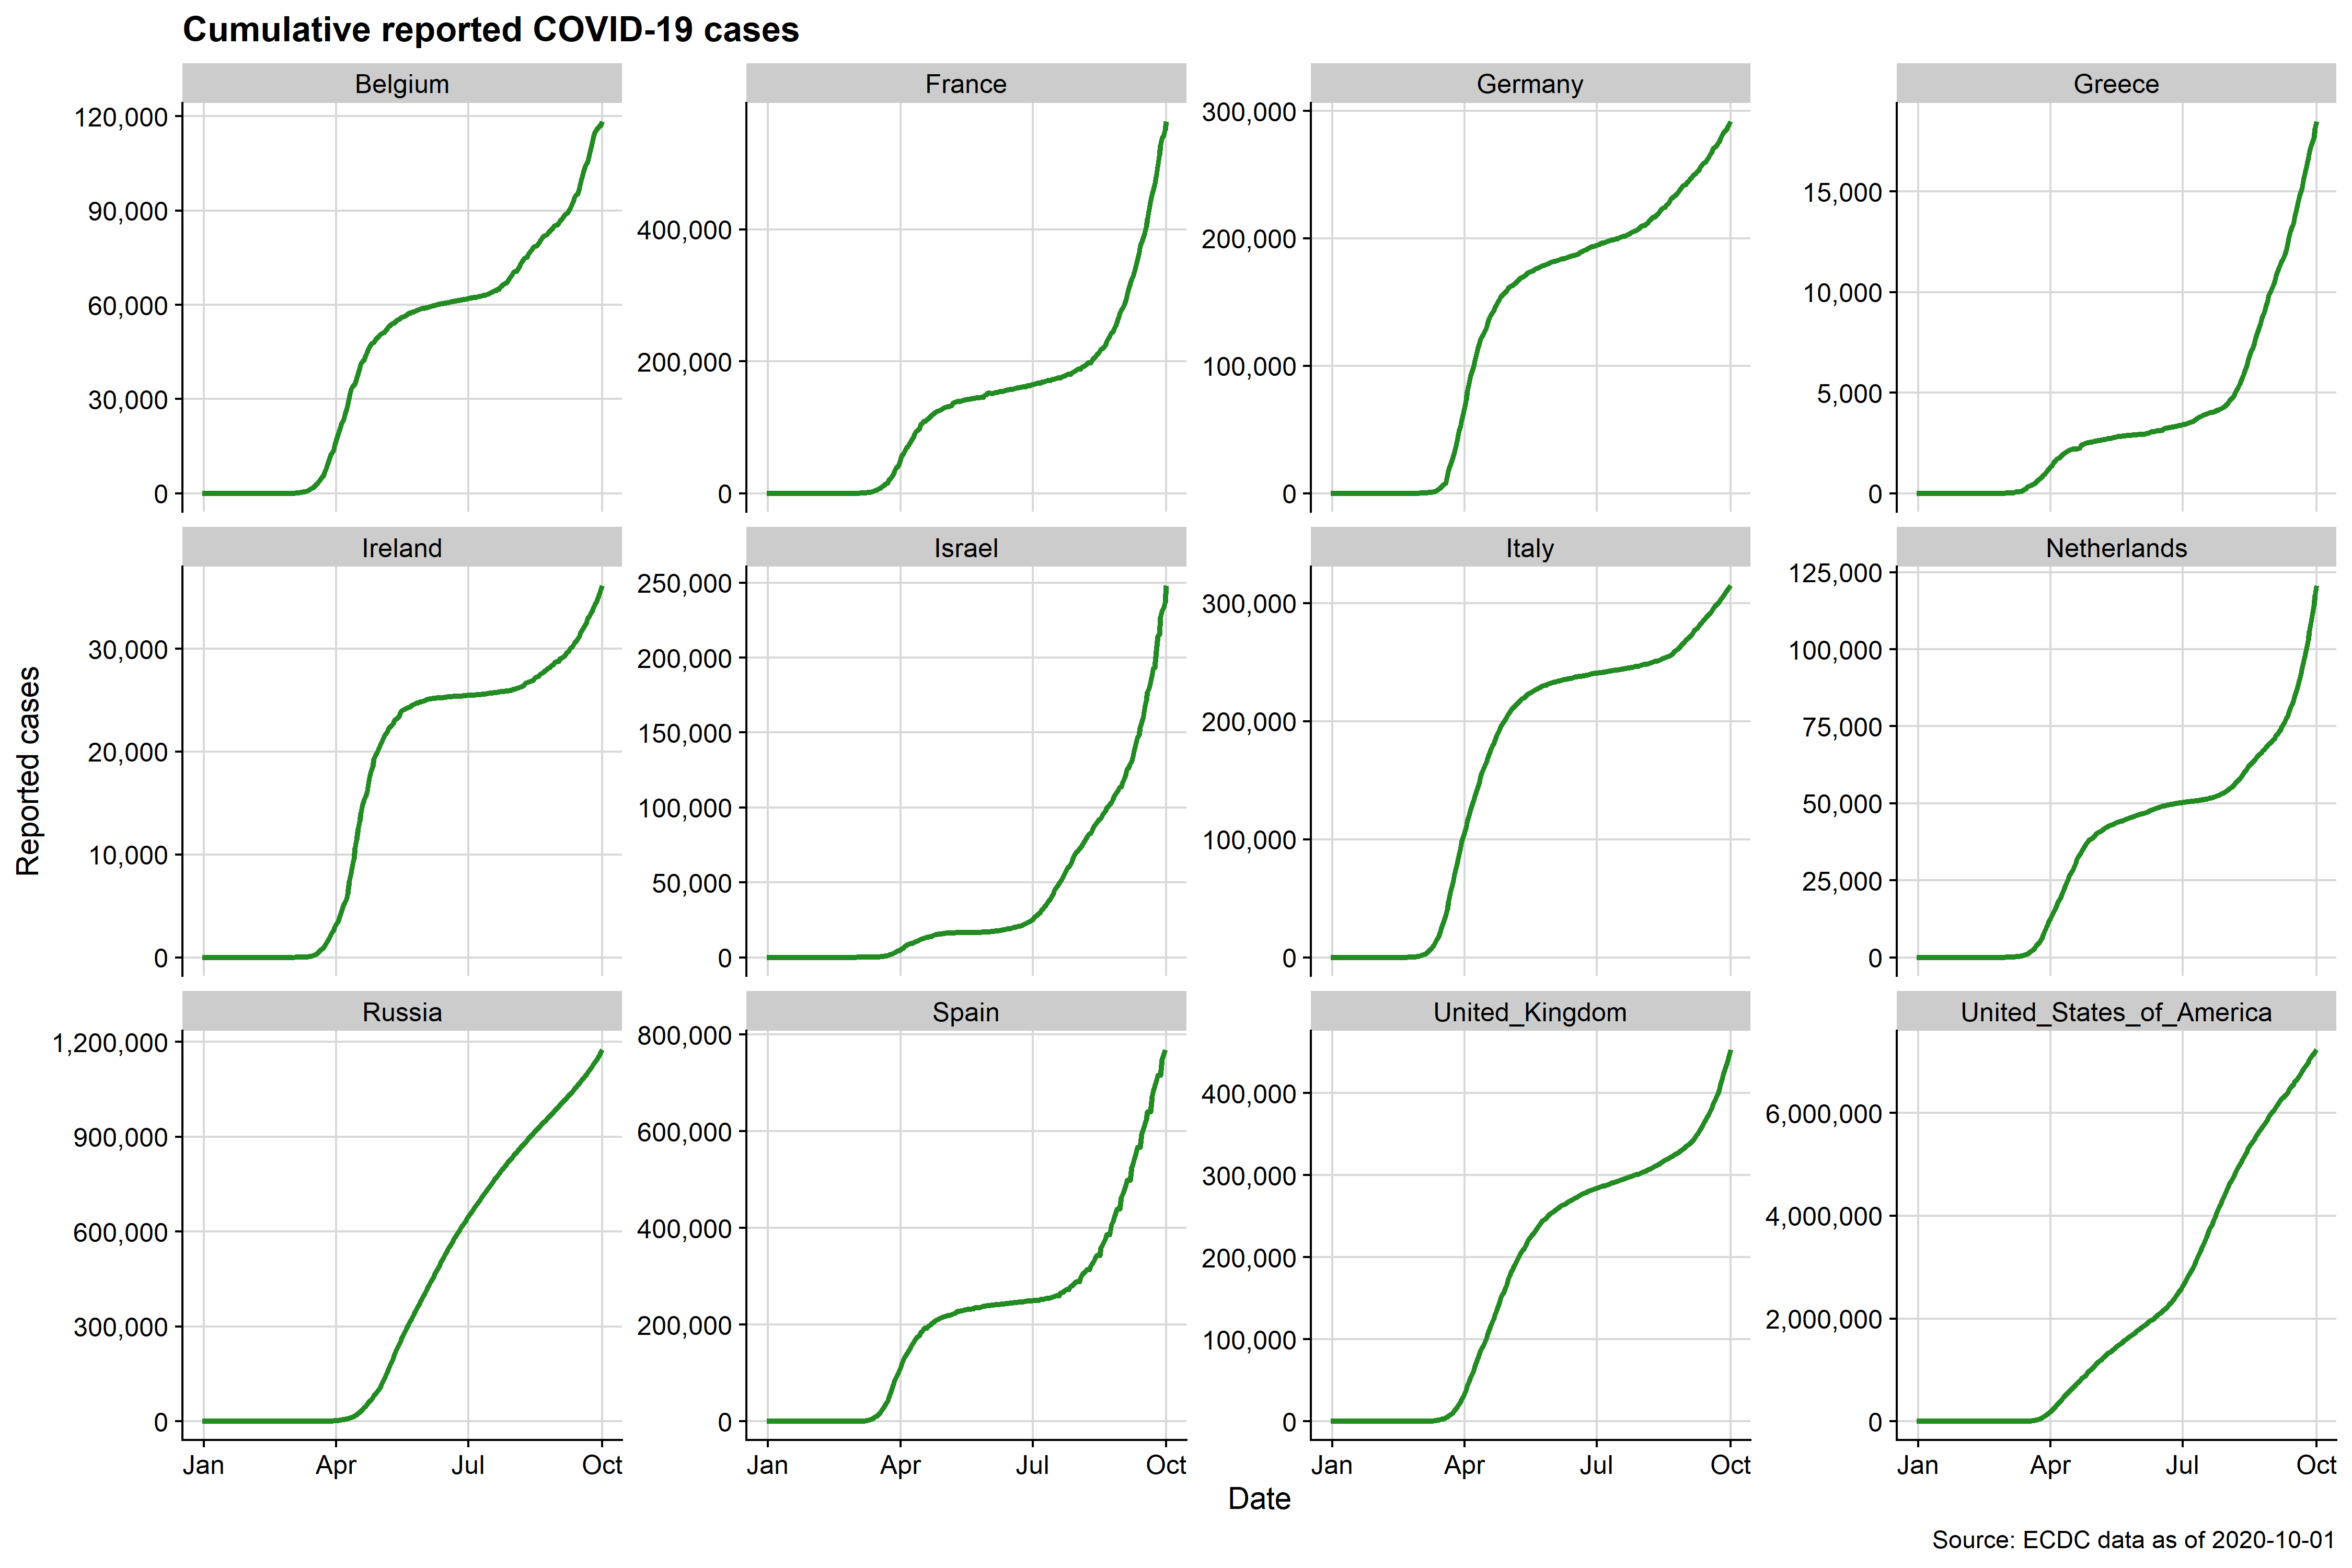 Cumulative reported COVID-19 cases
Belgium
France
Germany
Greece
120,000
90,000
60,000
30,000
0
400,000
200,000
0
300,000
200,000
100,000
0
15,000
10,000
5,000
0
Ireland
Israel
Italy
Netherlands
30,000
20,000
10,000
0
250,000
200,000
150,000
100,000
50,000
0
300,000
200,000
100,000
0
125,000
100,000
75,000
50,000
25,000
0
Reported cases
Russia
Spain
United_Kingdom
United_States_of_America
1,200,000
900,000
600,000
300,000
0
800,000
600,000
400,000
200,000
0
400,000
300,000
200,000
100,000
0
6,000,000
4,000,000
2,000,000
0
Jan Apr Jul Oct
Jan Apr Jul Oct
Jan Apr Jul Oct
Jan Apr Jul Oct
Date
Source: ECDC data as of 2020-10-01